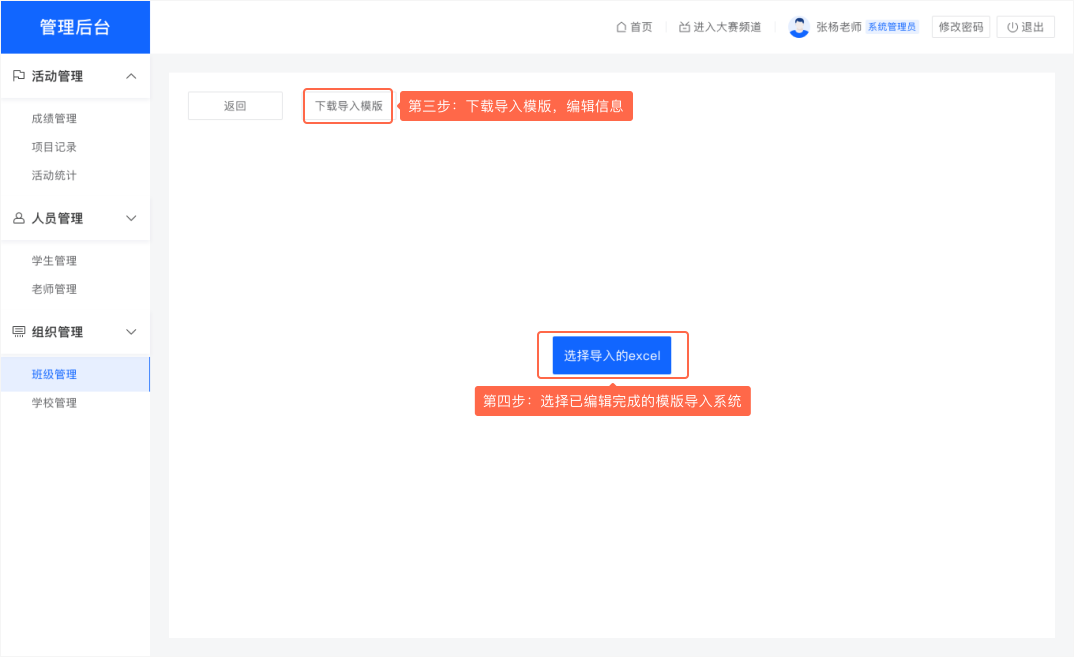 管理后台
首页
进入大赛频道
张杨老师 系统管理员
修改密码
退出
活动管理
成绩管理
项目记录
活动统计
人员管理
学生管理
老师管理
组织管理
班级管理
学校管理
返回
下载导入模版
第三步：下载导入模版，编辑信息
选择导入的excel
第四步：选择已编辑完成的模版导入系统